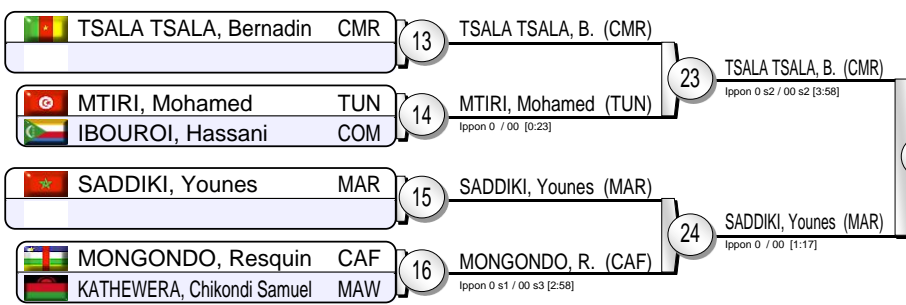 TSALA TSALA, Bernadin CMR
13
TSALA TSALA, B. (CMR)
MTIRI, Mohamed TUN
IBOUROI, Hassani COM
14
MTIRI, Mohamed (TUN)
Ippon 0 / 00 [0:23]
23
TSALA TSALA, B. (CMR)
Ippon 0 s2 / 00 s2 [3:58]
SADDIKI, Younes MAR
15
SADDIKI, Younes (MAR)
MONGONDO, Resquin CAF
KATHEWERA, Chikondi Samuel MAW
16
MONGONDO, R. (CAF)
Ippon 0 s1 / 00 s3 [2:58]
24
SADDIKI, Younes (MAR)
Ippon 0 / 00 [1:17]